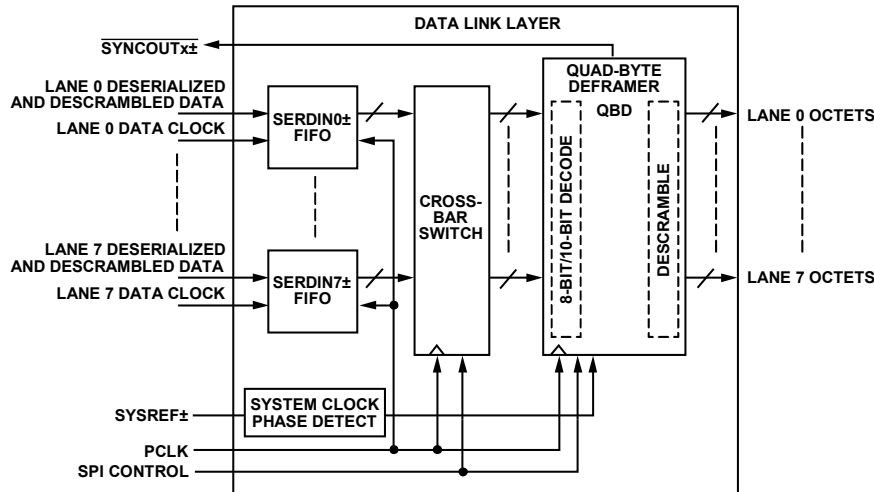 DATA LINK LAYER
SYNCOUTx±
LANE 0 DESERIALIZED
AND DESCRAMBLED DATA
LANE 0 DATA CLOCK
SERDIN0±
FIFO
CROSS-
BAR
SWITCH
QUAD-BYTE
DEFRAMER
QBD
8-BIT/10-BIT DECODE
DESCRAMBLE
LANE 0 OCTETS
LANE 7 DESERIALIZED
AND DESCRAMBLED DATA
LANE 7 DATA CLOCK
SERDIN7±
FIFO
LANE 7 OCTETS
SYSREF±
SYSTEM CLOCK
PHASE DETECT
PCLK
SPI CONTROL